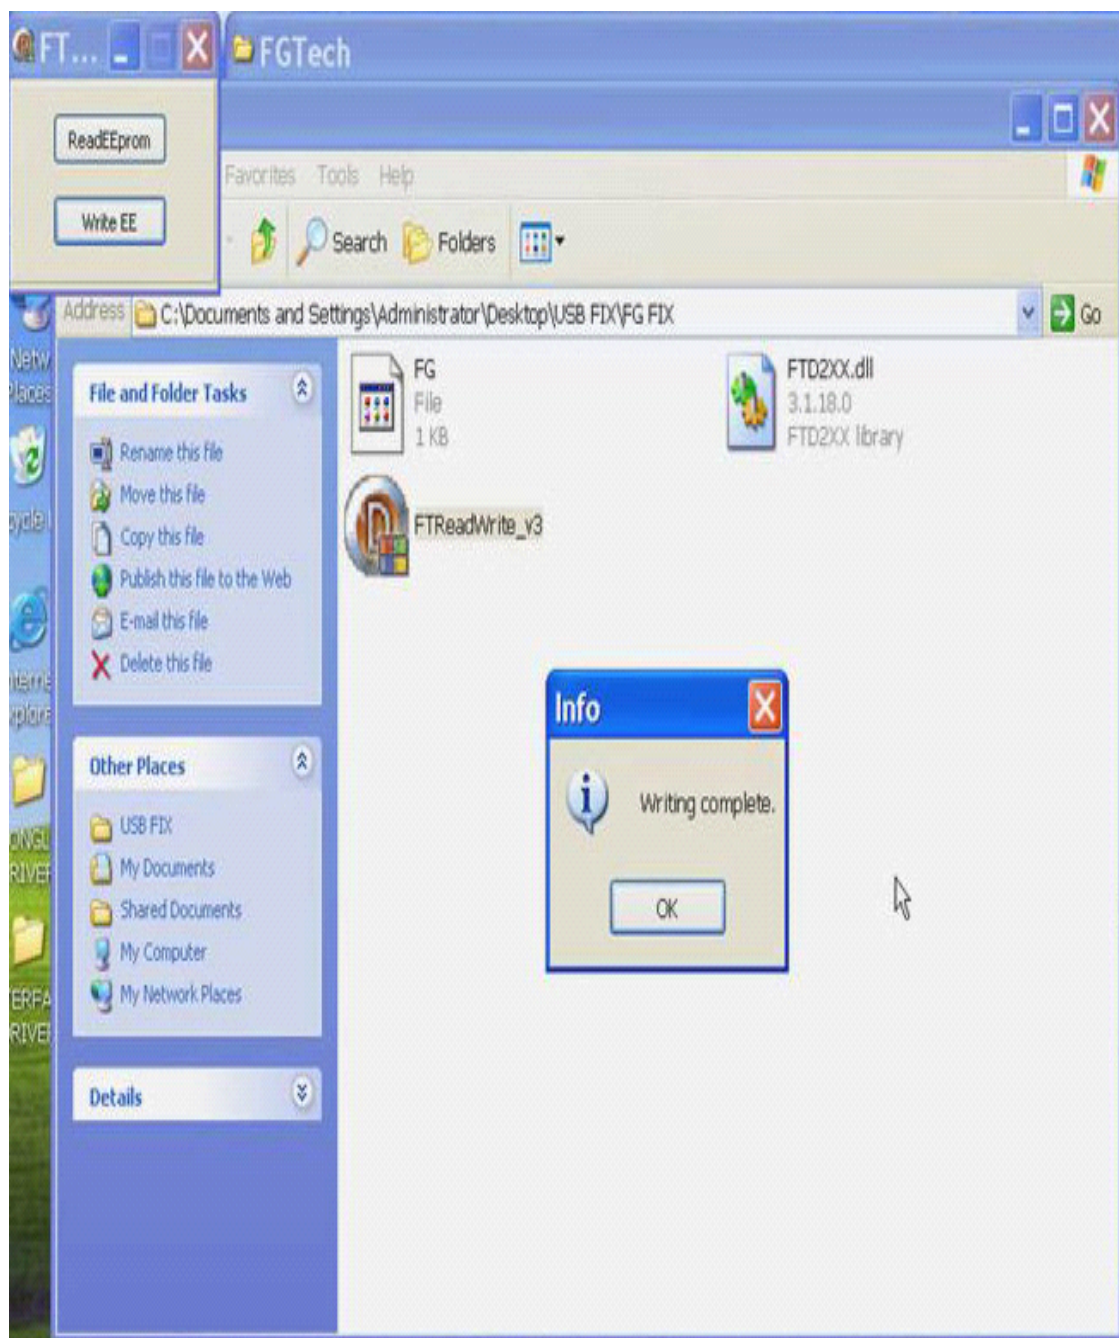 FT...
FGTech
ReadEEprom
Write EE
Favorites Tools Help
Search Folders
Address C:\Documents and Settings\Administrator\Desktop\USB FIX\FG FIX Go
File and Folder Tasks
Rename this file
Move this file
Copy this file
Publish this file to the Web
E-mail this file
Delete this file
Other Places
USB FIX
My Documents
Shared Documents
My Computer
My Network Places
Details
FG
File
1 KB
FTD2XX.dll
3.1.18.0
FTD2XX library
FTReadWrite_v3
Info
Writing complete.
OK
Netw
Places